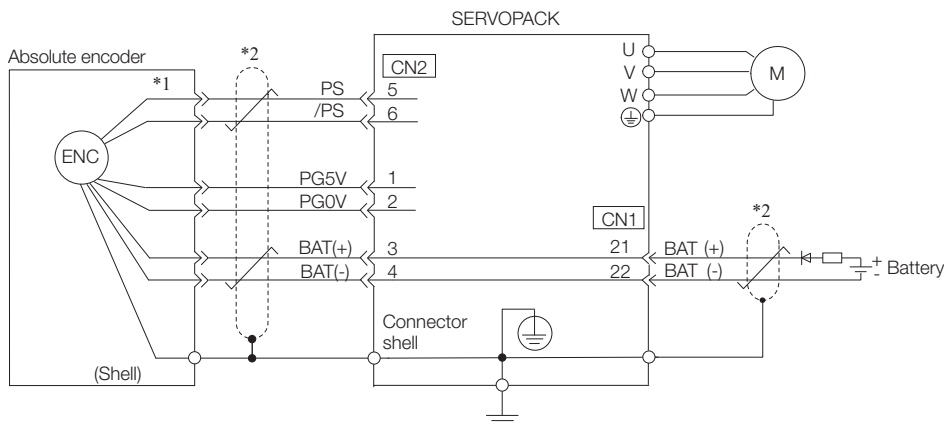 SERVOPACK
Absolute encoder
*2
CN2
U
V
W
M
*1
PS
5
/PS
6
ENC
PG5V
1
PG0V
2
CN1
*2
BAT(+)
3
21
BAT (+)
BAT(-)
4
22
BAT (-)
+
-
Battery
Connector
shell
(Shell)